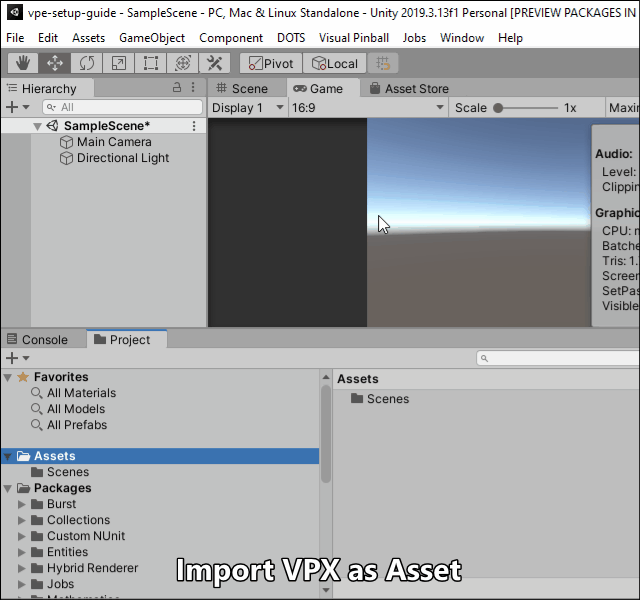 vpe-setup-guide - SampleScene - PC, Mac & Linux Standalone - Unity 2019.3.13f1 Personal [PREVIEW PACKAGES IN
File Edit Assets GameObject Component DOTS Visual Pinball Jobs Window Help
Pivot Local
Hierarchy Scene Game Asset Store
All Display 1 16:9 Scale 1x Maxim
SampleScene*
Main Camera
Directional Light
Audio:
Level:
Clippin
Graphic
CPU: m
Batche
Tris: 1.
Screen
SetPas
Visible
Console Project
Favorites
All Materials
All Models
All Prefabs
Assets
Scenes
Packages
Burst
Collections
Custom NUnit
Entities
Hybrid Renderer
Jobs
Assets
Scenes
Import VPX as Asset